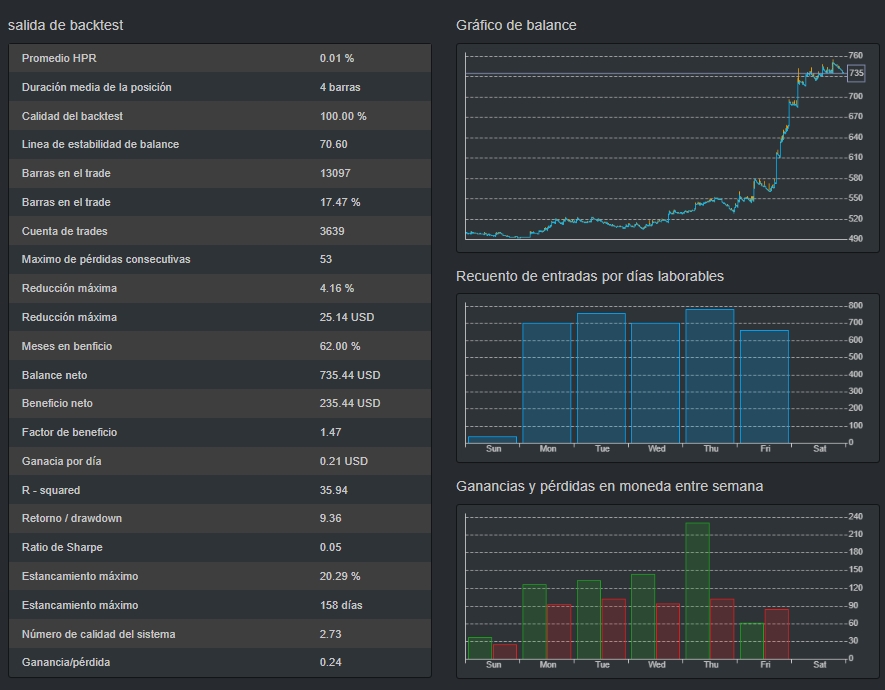 salida de backtest
Promedio HPR 0.01 %
Duración media de la posición 4 barras
Calidad del backtest 100.00 %
Linea de estabilidad de balance 70.60
Barras en el trade 13097
Barras en el trade 17.47 %
Cuenta de trades 3639
Maximo de pérdidas consecutivas 53
Reducción máxima 4.16 %
Reducción máxima 25.14 USD
Meses en benficio 62.00 %
Balance neto 735.44 USD
Beneficio neto 235.44 USD
Factor de beneficio 1.47
Ganacia por día 0.21 USD
R - squared 35.94
Retorno / drawdown 9.36
Ratio de Sharpe 0.05
Estancamiento máximo 20.29 %
Estancamiento máximo 158 días
Número de calidad del sistema 2.73
Ganancia/pérdida 0.24
Gráfico de balance
760
735
700
670
640
610
580
550
520
490
Recuento de entradas por días laborables
800
700
600
500
400
300
200
100
0
Sun Mon Tue Wed Thu Fri Sat
Ganancias y pérdidas en moneda entre semana
240
210
180
150
120
90
60
30
0
Sun Mon Tue Wed Thu Fri Sat